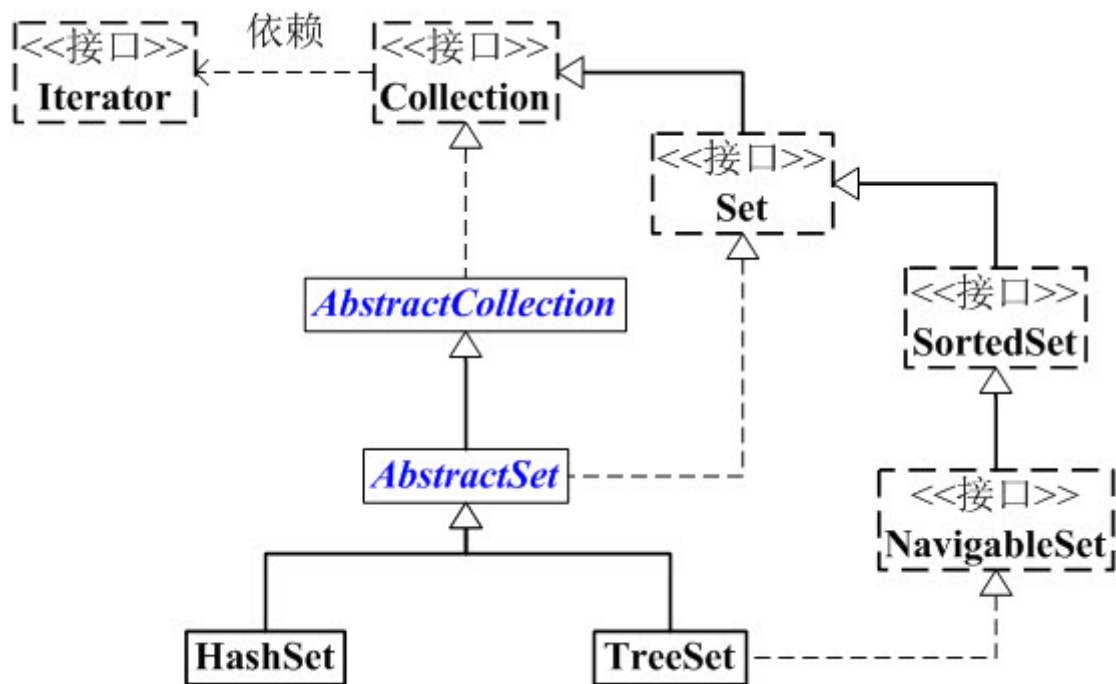 <<接口>>
Iterator
依赖
<<接口>>
Collection
<<接口>>
Set
AbstractCollection
<<接口>>
SortedSet
AbstractSet
<<接口>>
NavigableSet
HashSet
TreeSet